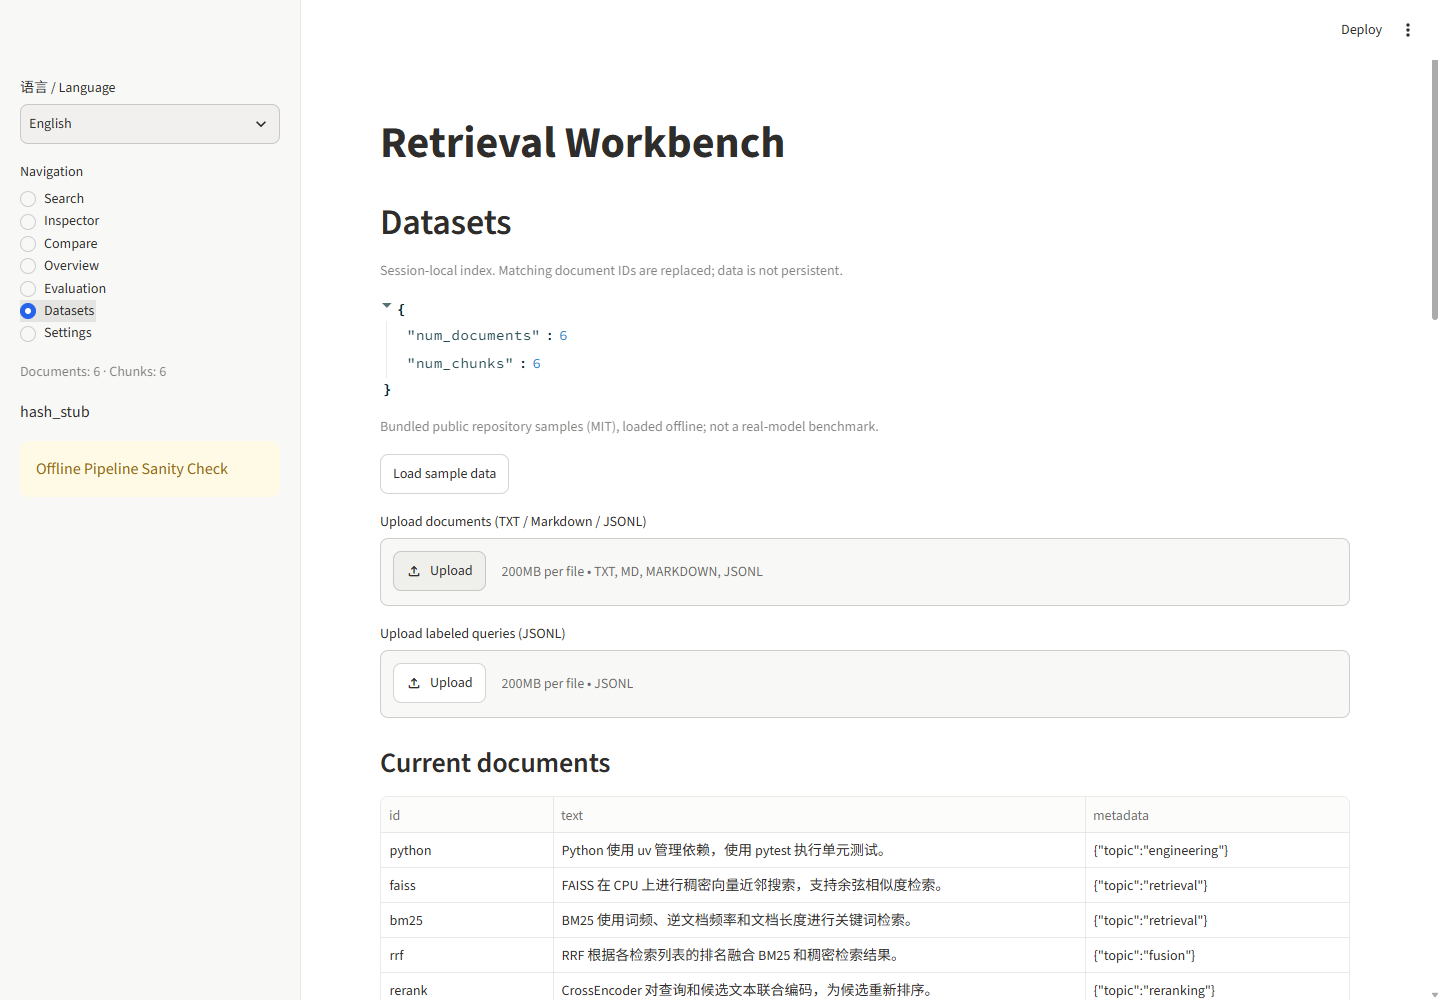 Deploy
语言 / Language
English
Navigation
Search
Inspector
Compare
Overview
Evaluation
Datasets
Settings
Documents: 6 · Chunks: 6
hash_stub
Offline Pipeline Sanity Check
Retrieval Workbench
Datasets
Session-local index. Matching document IDs are replaced; data is not persistent.
{
"num_documents" : 6
"num_chunks" : 6
}
Bundled public repository samples (MIT), loaded offline; not a real-model benchmark.
Load sample data
Upload documents (TXT / Markdown / JSONL)
Upload 200MB per file • TXT, MD, MARKDOWN, JSONL
Upload labeled queries (JSONL)
Upload 200MB per file • JSONL
Current documents
id text metadata
python Python 使用 uv 管理依赖，使用 pytest 执行单元测试。 {"topic":"engineering"}
faiss FAISS 在 CPU 上进行稠密向量近邻搜索，支持余弦相似度检索。 {"topic":"retrieval"}
bm25 BM25 使用词频、逆文档频率和文档长度进行关键词检索。 {"topic":"retrieval"}
rrf RRF 根据各检索列表的排名融合 BM25 和稠密检索结果。 {"topic":"fusion"}
rerank CrossEncoder 对查询和候选文本联合编码，为候选重新排序。 {"topic":"reranking"}